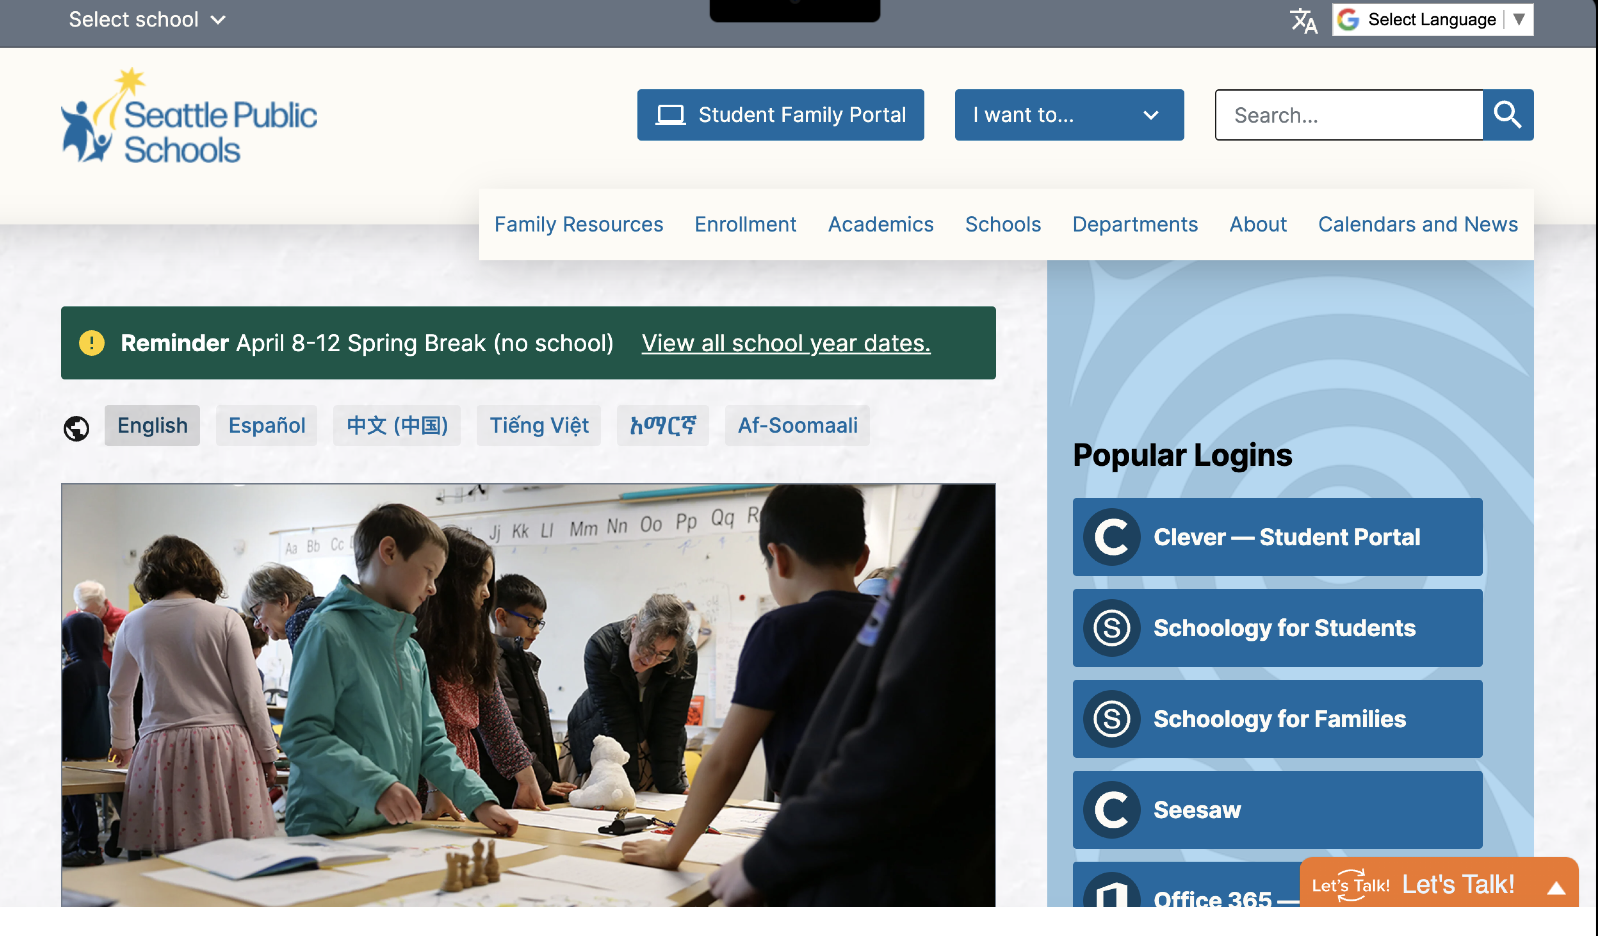 Select school
Select Language ▼
Seattle Public
Schools
Student Family Portal
I want to...
Search...
Family Resources
Enrollment
Academics
Schools
Departments
About
Calendars and News
Reminder April 8-12 Spring Break (no school) View all school year dates.
English
Español
中文 (中国)
Tiếng Việt
አማርኛ
Af-Soomaali
Aa Bb Cc
Jj Kk Ll Mm Nn Oo Pp Qq R
Popular Logins
Clever — Student Portal
Schoology for Students
Schoology for Families
Seesaw
Office 365 —
Let's Talk! Let's Talk!